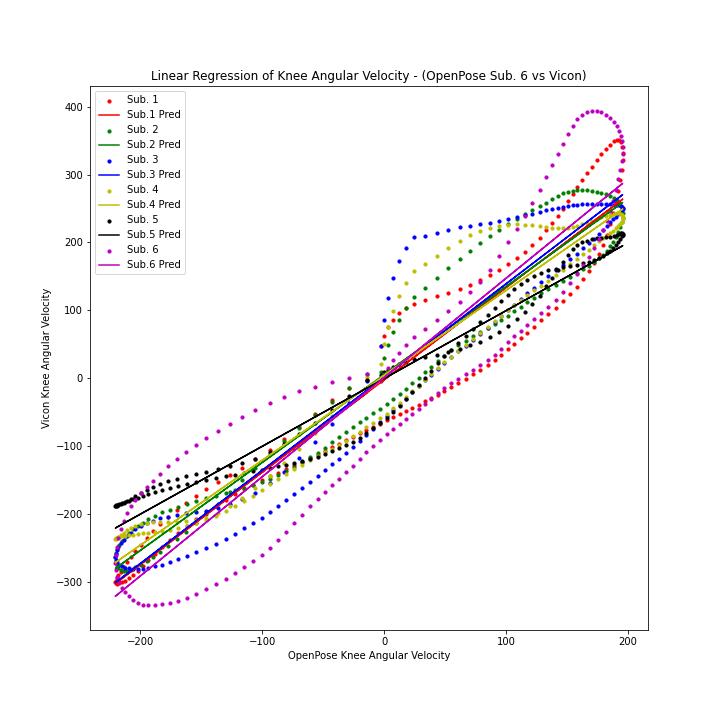 Linear Regression of Knee Angular Velocity - (OpenPose Sub. 6 vs Vicon)
Sub. 1
Sub.1 Pred
Sub. 2
Sub.2 Pred
Sub. 3
Sub.3 Pred
Sub. 4
Sub.4 Pred
Sub. 5
Sub.5 Pred
Sub. 6
Sub.6 Pred
400
300
200
100
0
−100
−200
−300
Vicon Knee Angular Velocity
−200 −100 0 100 200
OpenPose Knee Angular Velocity